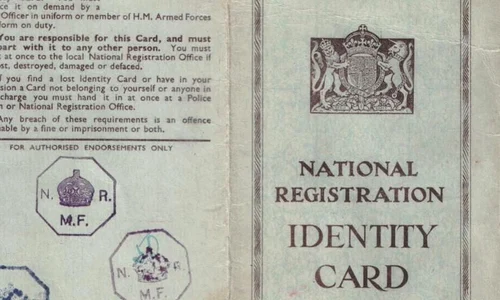 ce it on demand by a
Officer in uniform or member of H.M. Armed Forces
form on duty.
You are responsible for this Card, and must
part with it to any other person. You must
t at once to the local National Registration Office if
ost, destroyed, damaged or defaced.
f you find a lost Identity Card or have in your
sion a Card not belonging to yourself or anyone in
charge you must hand it in at once at a Police
n or National Registration Office.
Any breach of these requirements is an offence
able by a fine or imprisonment or both.
FOR AUTHORISED ENDORSEMENTS ONLY
N. R.
M.F.
N. R.
M.F.
NATIONAL
REGISTRATION
IDENTITY
CARD